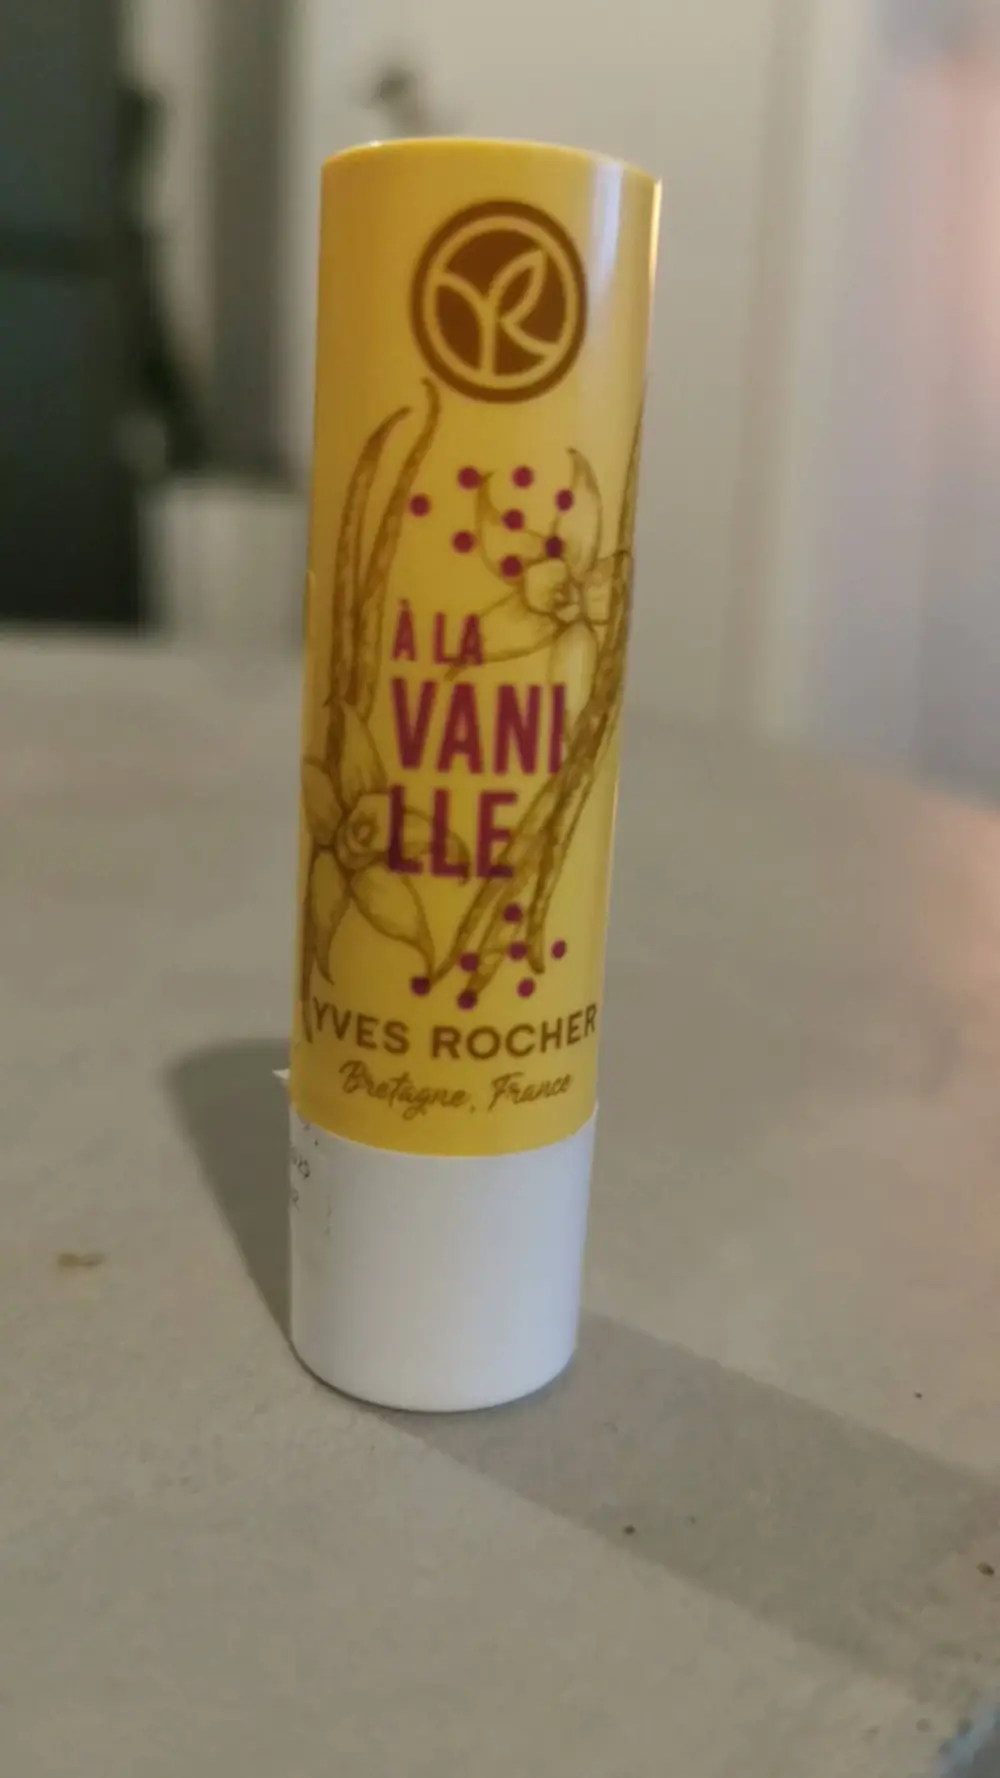 À LA
VANI
LLE
YVES ROCHER
Bretagne, France